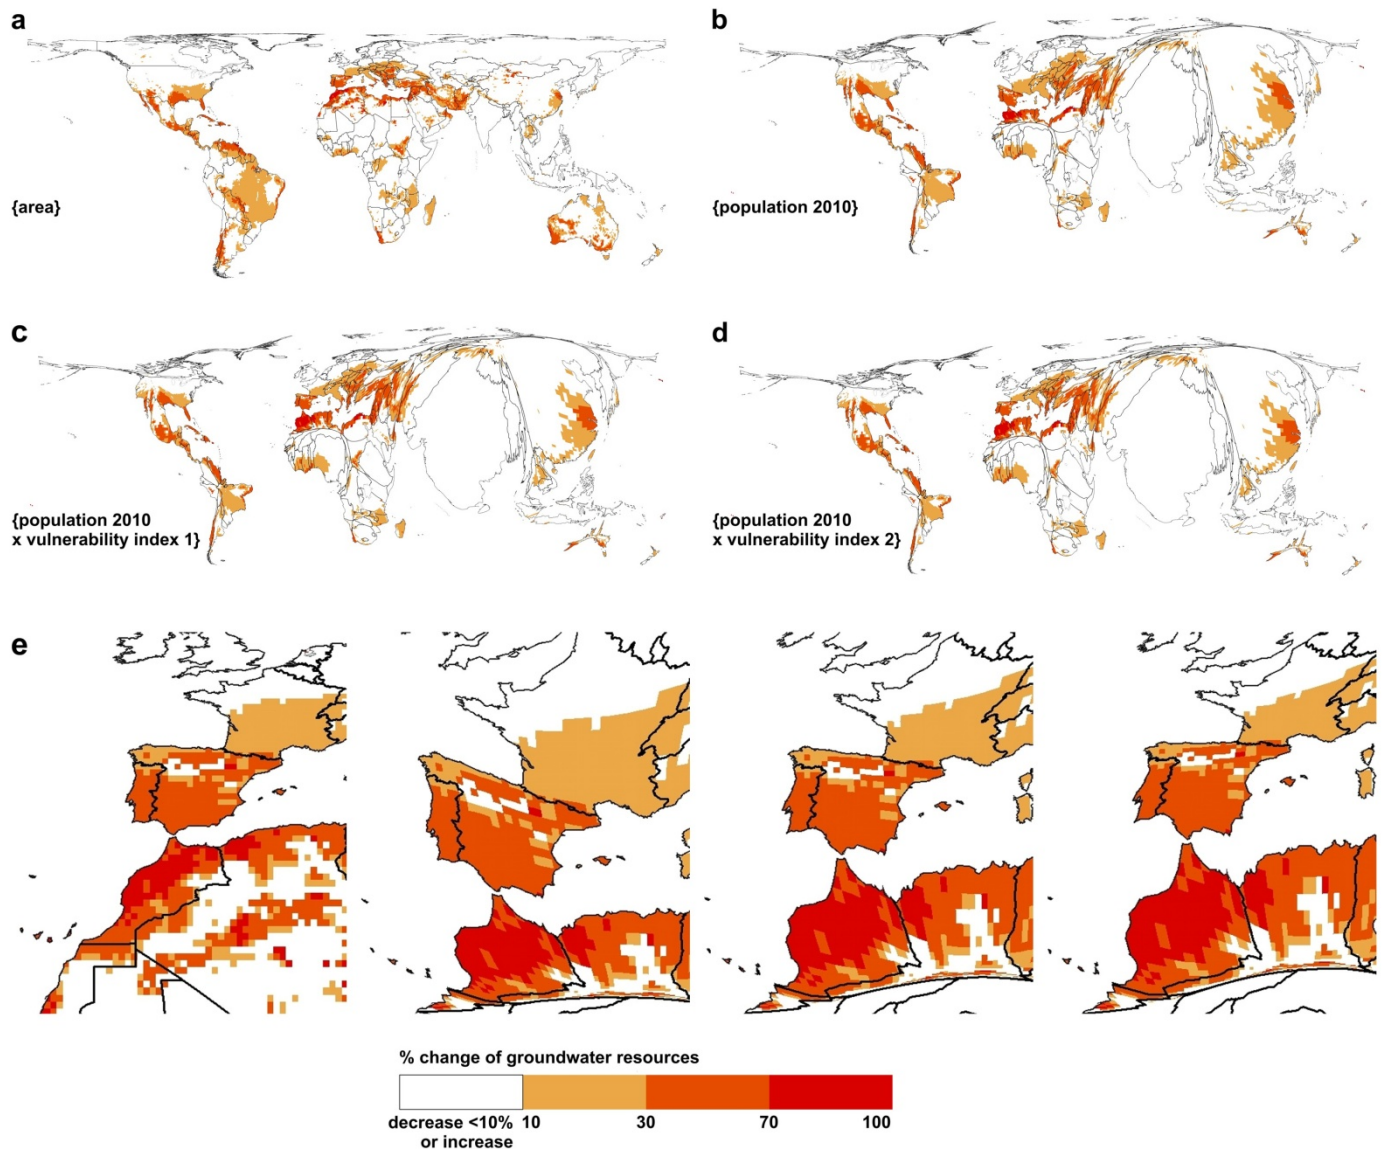 a
b
{area}
{population 2010}
c
d
{population 2010
x vulnerability index 1}
{population 2010
x vulnerability index 2}
e
% change of groundwater resources
decrease <10% 10 30 70 100
or increase